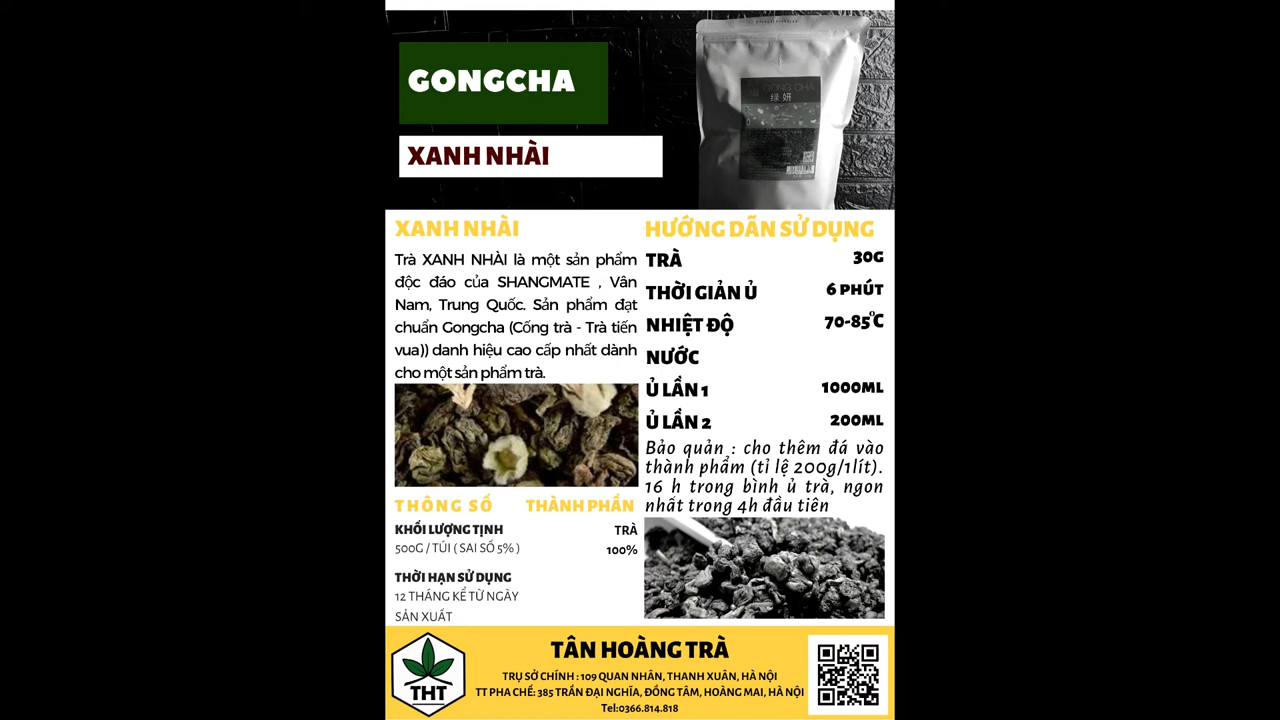 GONGCHA
XANH NHÀI
GONG CHA
绿 妍
XANH NHÀI
Trà XANH NHÀI là một sản phẩm
độc đáo của SHANGMATE , Vân
Nam, Trung Quốc. Sản phẩm đạt
chuẩn Gongcha (Cống trà - Trà tiến
vua)) danh hiệu cao cấp nhất dành
cho một sản phẩm trà.
THÔNG SỐ
KHỐI LƯỢNG TỊNH
500G / TÚI ( SAI SỐ 5% )
THỜI HẠN SỬ DỤNG
12 THÁNG KỂ TỪ NGÀY
SẢN XUẤT
THÀNH PHẦN
TRÀ
100%
HƯỚNG DẪN SỬ DỤNG
TRÀ 30G
THỜI GIẢN Ủ 6 PHÚT
NHIỆT ĐỘ 70-85°C
NƯỚC
Ủ LẦN 1 1000ML
Ủ LẦN 2 200ML
Bảo quản : cho thêm đá vào
thành phẩm (tỉ lệ 200g/1lít).
16 h trong bình ủ trà, ngon
nhất trong 4h đầu tiên
THT
TÂN HOÀNG TRÀ
TRỤ SỞ CHÍNH : 109 QUAN NHÂN, THANH XUÂN, HÀ NỘI
TT PHA CHẾ: 385 TRẦN ĐẠI NGHĨA, ĐỒNG TÂM, HOÀNG MAI, HÀ NỘI
Tel:0366.814.818